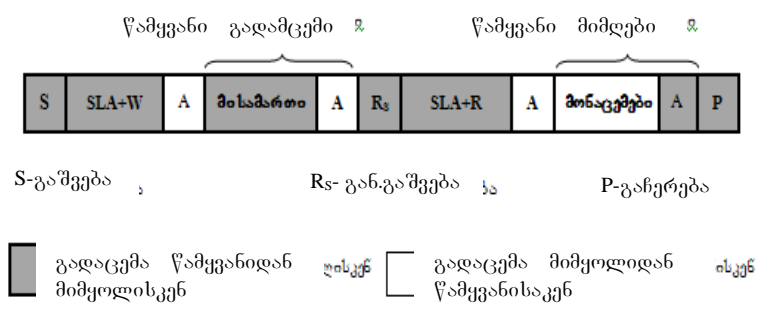 წამყვანი გადამცემი წამყვანი მიმღები
S SLA+W A მისამართი A Rs SLA+R A მონაცემები A P
S-გაშვება Rs- გან.გაშვება P-გაჩერება
გადაცემა წამყვანიდან გადაცემა მიმყოლიდან
მიმყოლისკენ წამყვანისაკენ